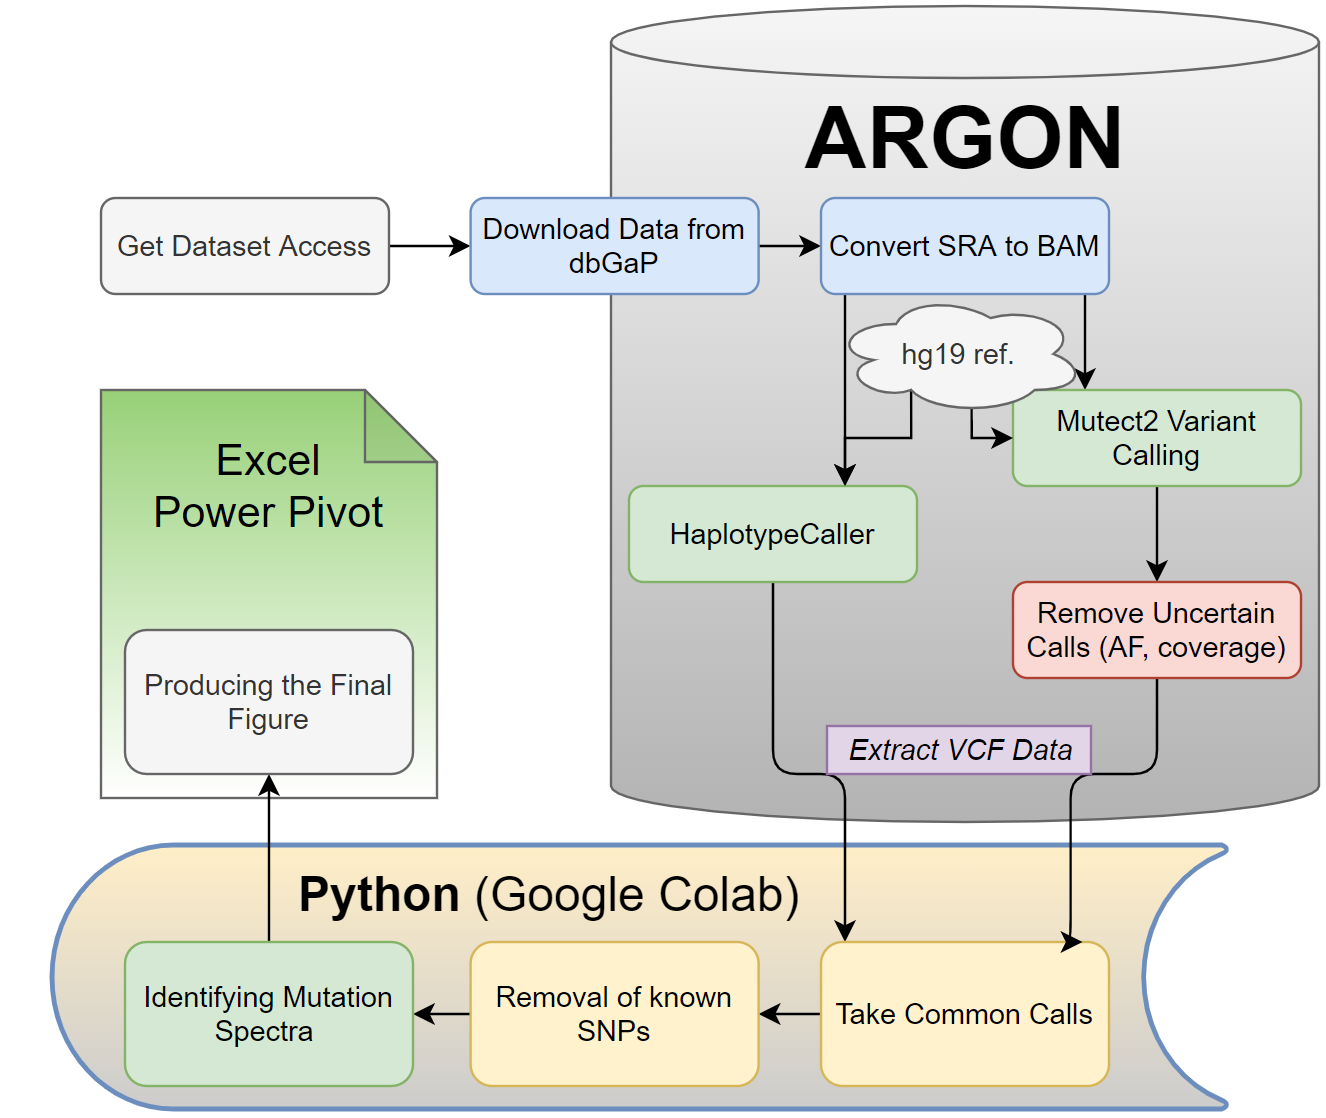 ARGON
Get Dataset Access
Download Data from
dbGaP
Convert SRA to BAM
hg19 ref.
Mutect2 Variant
Calling
HaplotypeCaller
Remove Uncertain
Calls (AF, coverage)
Extract VCF Data
Excel
Power Pivot
Producing the Final
Figure
Python (Google Colab)
Identifying Mutation
Spectra
Removal of known
SNPs
Take Common Calls